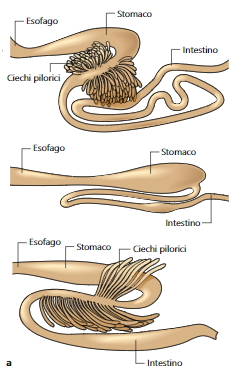 Esofago
Stomaco
Intestino
Ciechi pilorici
Esofago
Stomaco
Intestino
Esofago
Stomaco
Ciechi pilorici
Intestino
a